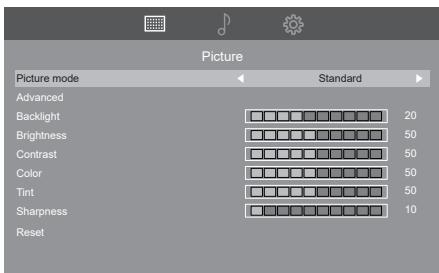 Picture
Picture mode Standard
Advanced
Backlight 20
Brightness 50
Contrast 50
Color 50
Tint 50
Sharpness 10
Reset